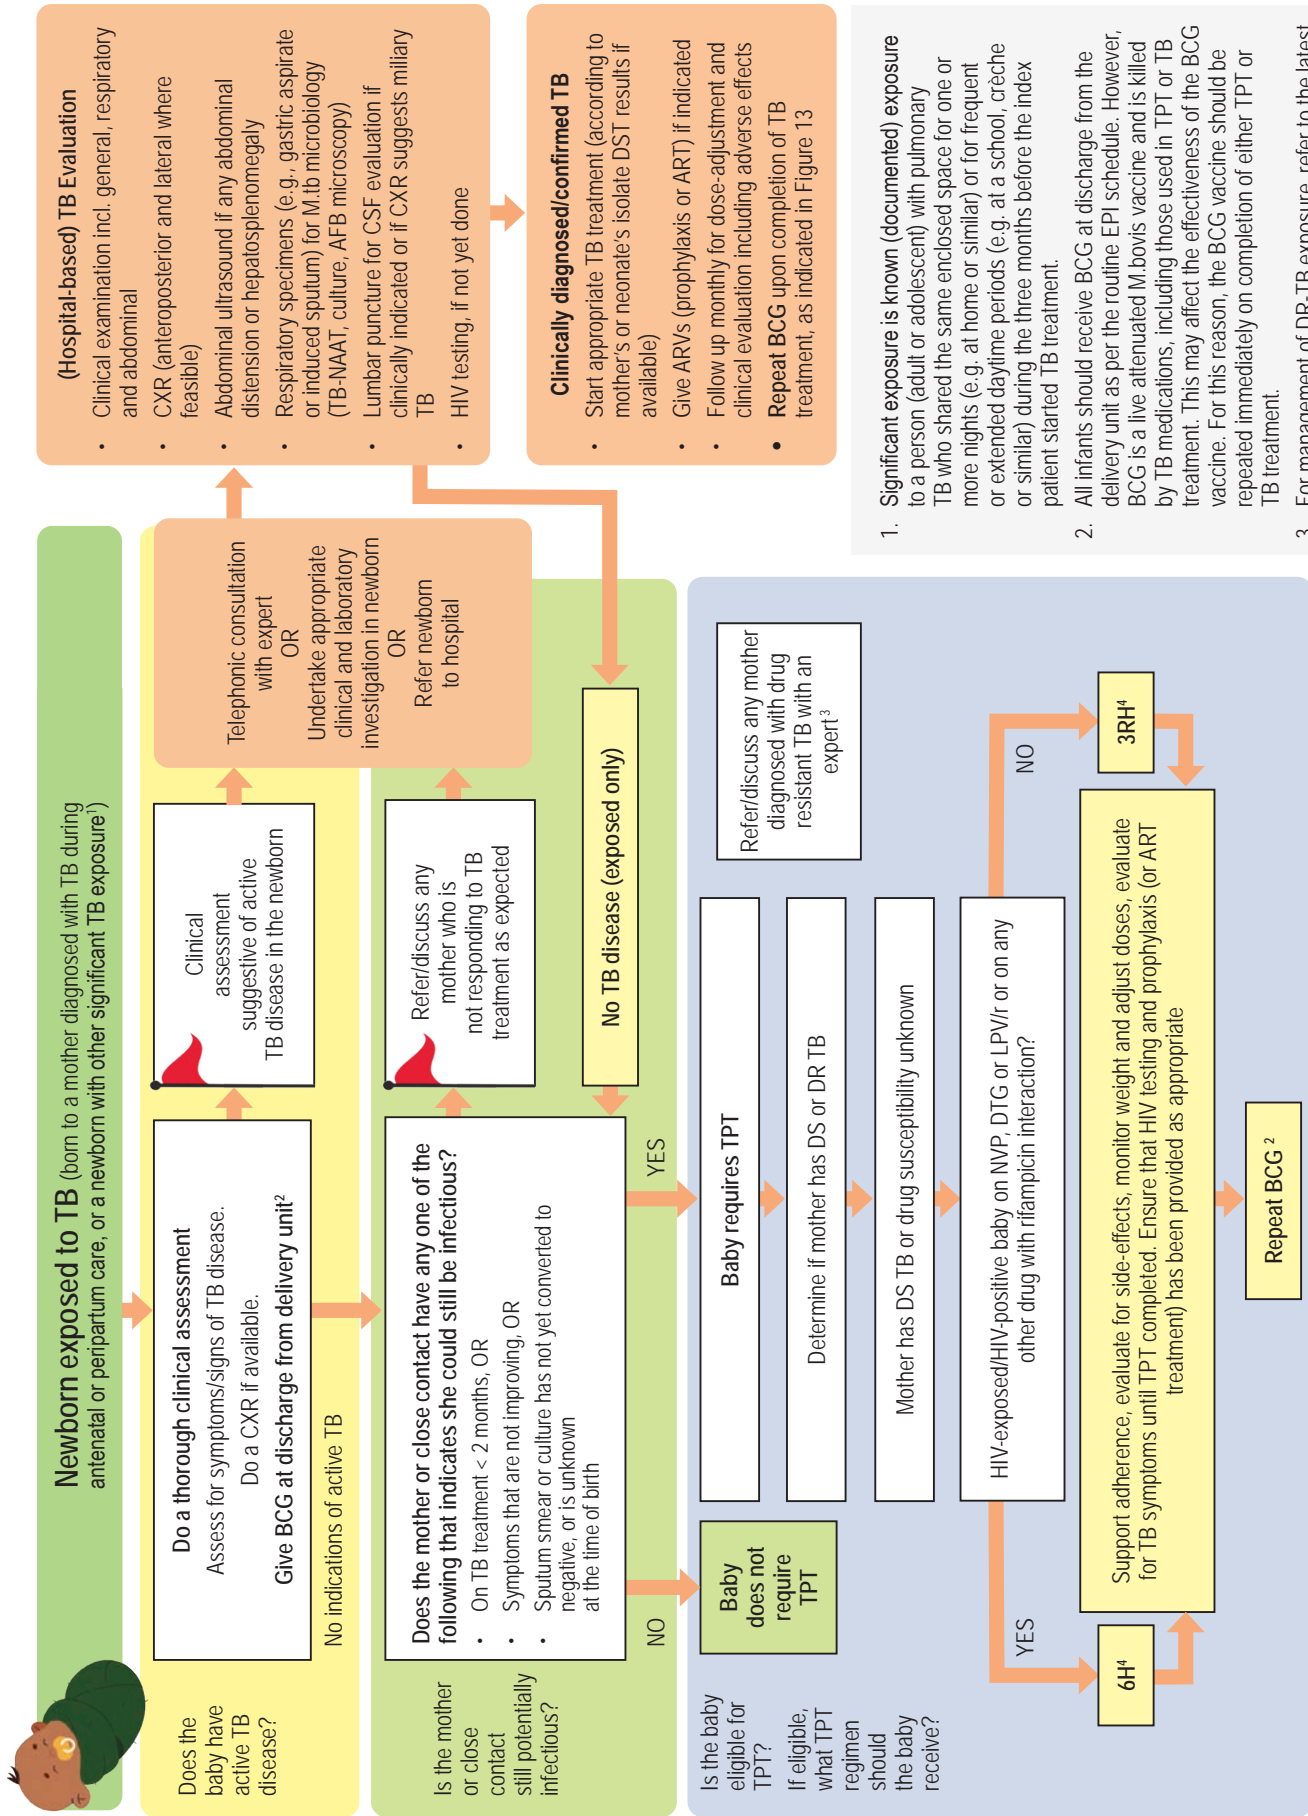 Newborn exposed to TB (born to a mother diagnosed with TB during
antenatal or peripartum care, or a newborn with other significant TB exposure¹)
Does the
baby have
active TB
disease?
Do a thorough clinical assessment
Assess for symptoms/signs of TB disease.
Do a CXR if available.
Give BCG at discharge from delivery unit²
No indications of active TB
Clinical
assessment
suggestive of active
TB disease in the newborn
Telephonic consultation
with expert
OR
Undertake appropriate
clinical and laboratory
investigation in newborn
OR
Refer newborn
to hospital
(Hospital-based) TB Evaluation
• Clinical examination incl. general, respiratory
and abdominal
• CXR (anteroposterior and lateral where
feasible)
• Abdominal ultrasound if any abdominal
distension or hepatosplenomegaly
• Respiratory specimens (e.g., gastric aspirate
or induced sputum) for M.tb microbiology
(TB-NAAT, culture, AFB microscopy)
• Lumbar puncture for CSF evaluation if
clinically indicated or if CXR suggests miliary
TB
• HIV testing, if not yet done
Is the mother
or close
contact
still potentially
infectious?
Does the mother or close contact have any one of the
following that indicates she could still be infectious?
• On TB treatment < 2 months, OR
• Symptoms that are not improving, OR
• Sputum smear or culture has not yet converted to
negative, or is unknown
at the time of birth
Refer/discuss any
mother who is
not responding to TB
treatment as expected
No TB disease (exposed only)
NO
YES
Clinically diagnosed/confirmed TB
• Start appropriate TB treatment (according to
mother's or neonate's isolate DST results if
available)
• Give ARVs (prophylaxis or ART) if indicated
• Follow up monthly for dose-adjustment and
clinical evaluation including adverse effects
• Repeat BCG upon completion of TB
treatment, as indicated in Figure 13
Is the baby
eligible for
TPT?
If eligible,
what TPT
regimen
should
the baby
receive?
Baby
does not
require
TPT
Baby requires TPT
Determine if mother has DS or DR TB
Mother has DS TB or drug susceptibility unknown
Refer/discuss any mother
diagnosed with drug
resistant TB with an
expert ³
HIV-exposed/HIV-positive baby on NVP, DTG or LPV/r or on any
other drug with rifampicin interaction?
YES
NO
6H⁴
3RH⁴
Support adherence, evaluate for side-effects, monitor weight and adjust doses, evaluate
for TB symptoms until TPT completed. Ensure that HIV testing and prophylaxis (or ART
treatment) has been provided as appropriate
Repeat BCG ²
1. Significant exposure is known (documented) exposure
to a person (adult or adolescent) with pulmonary
TB who shared the same enclosed space for one or
more nights (e.g. at home or similar) or for frequent
or extended daytime periods (e.g. at a school, crèche
or similar) during the three months before the index
patient started TB treatment.
2. All infants should receive BCG at discharge from the
delivery unit as per the routine EPI schedule. However,
BCG is a live attenuated M.bovis vaccine and is killed
by TB medications, including those used in TPT or TB
treatment. This may affect the effectiveness of the BCG
vaccine. For this reason, the BCG vaccine should be
repeated immediately on completion of either TPT or
TB treatment.
3. For management of DR-TB exposure, refer to the latest